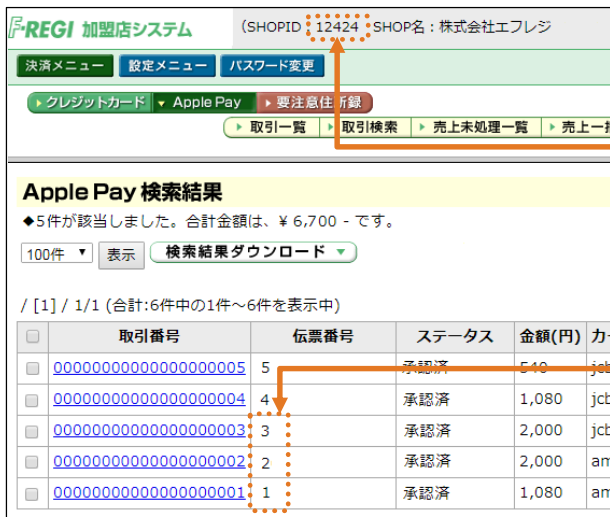 F-REGI 加盟店システム (SHOPID : 12424 SHOP名：株式会社エフレジ
決済メニュー 設定メニュー パスワード変更
クレジットカード Apple Pay 要注意住所録
取引一覧 取引検索 売上未処理一覧 売上一
Apple Pay 検索結果
◆5件が該当しました。合計金額は、¥ 6,700 - です。
100件 表示 検索結果ダウンロード
/ [1] / 1/1 (合計:6件中の1件～6件を表示中)
取引番号 伝票番号 ステータス 金額(円) カー
00000000000000000005 5 承認済 540 jcb
00000000000000000004 4 承認済 1,080 jcb
00000000000000000003 3 承認済 2,000 jcb
00000000000000000002 2 承認済 2,000 am
00000000000000000001 1 承認済 1,080 am